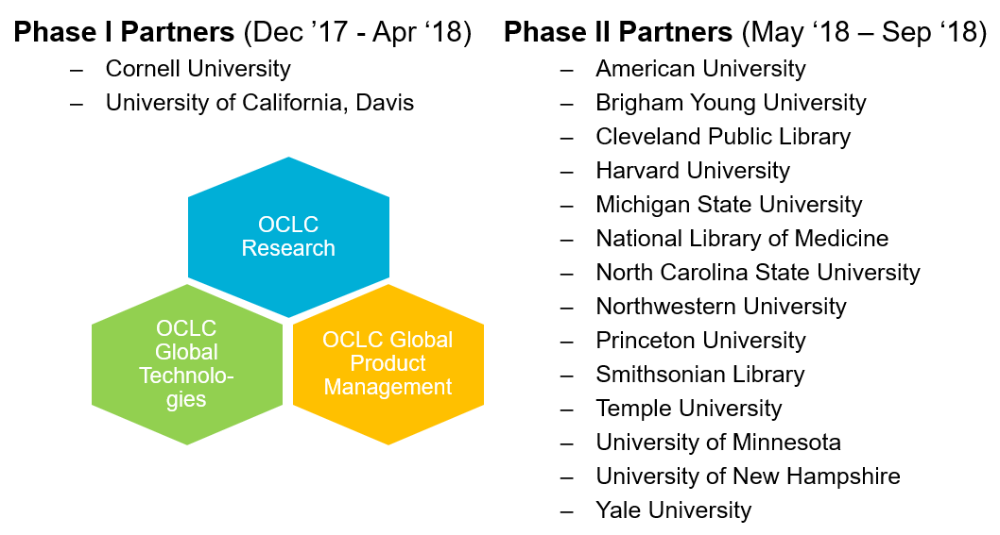 Phase I Partners (Dec ’17 - Apr ‘18)
– Cornell University
– University of California, Davis
OCLC
Research
OCLC
Global
Technolo-
gies
OCLC Global
Product
Management
Phase II Partners (May ‘18 – Sep ‘18)
– American University
– Brigham Young University
– Cleveland Public Library
– Harvard University
– Michigan State University
– National Library of Medicine
– North Carolina State University
– Northwestern University
– Princeton University
– Smithsonian Library
– Temple University
– University of Minnesota
– University of New Hampshire
– Yale University